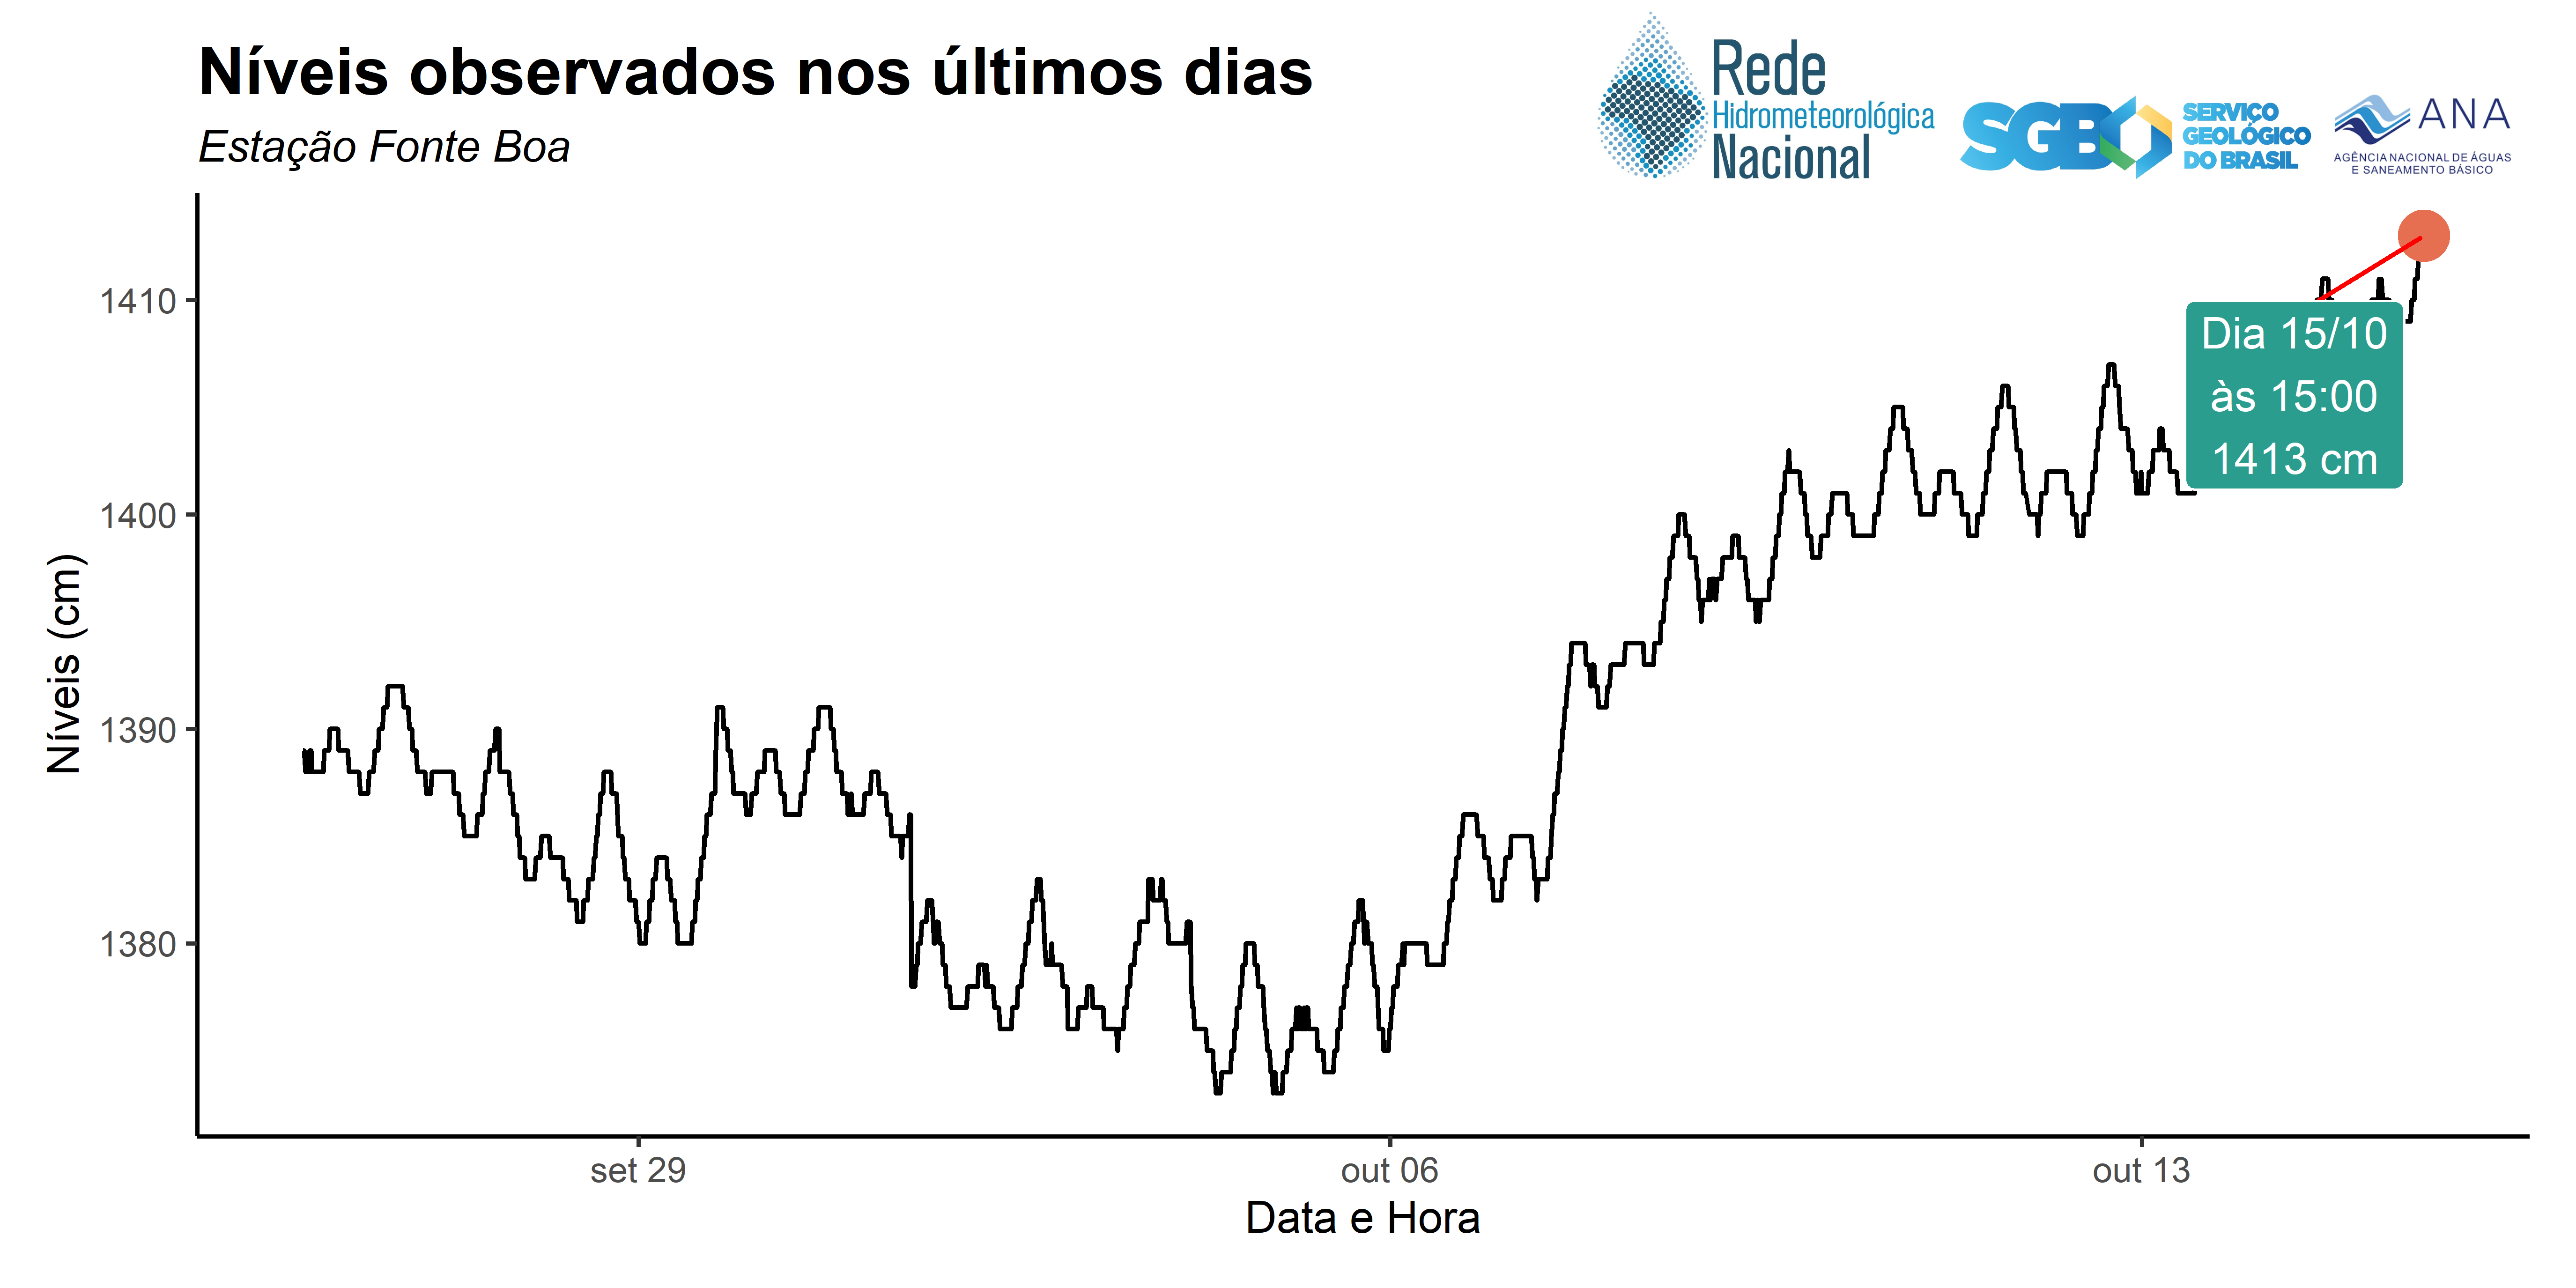 Níveis observados nos últimos dias
Estação Fonte Boa
Rede
Hidrometeorológica
Nacional
SGB
SERVIÇO
GEOLÓGICO
DO BRASIL
ANA
AGÊNCIA NACIONAL DE ÁGUAS
E SANEAMENTO BÁSICO
Níveis (cm)
1410
1400
1390
1380
Dia 15/10
às 15:00
1413 cm
set 29
out 06
out 13
Data e Hora